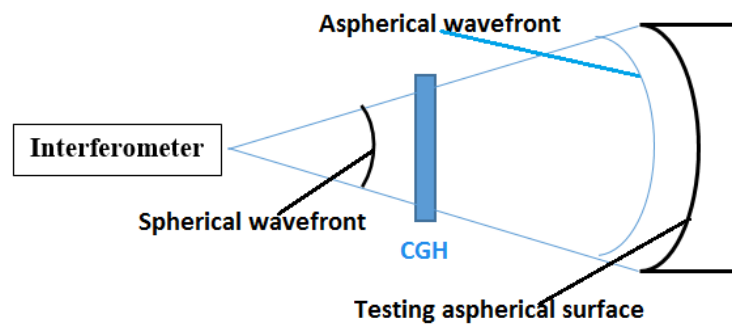 Aspherical wavefront
Interferometer
Spherical wavefront
CGH
Testing aspherical surface